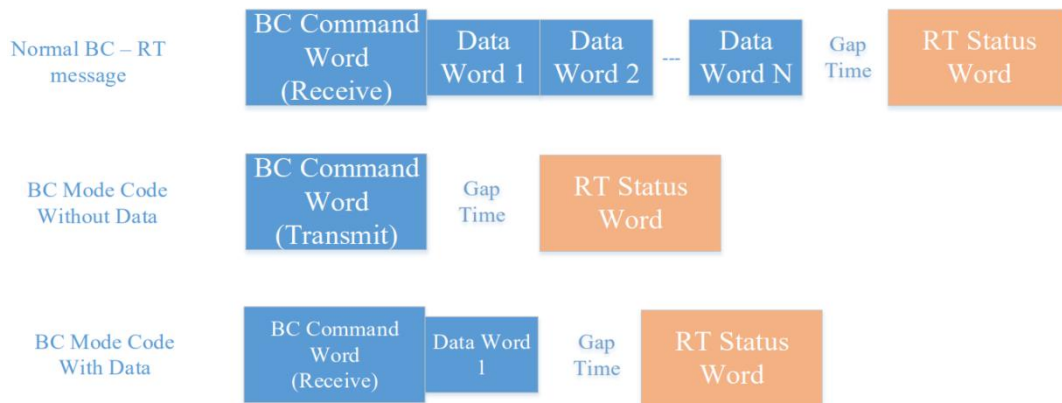 Normal BC – RT
message
BC Command
Word
(Receive)
Data
Word 1
Data
Word 2
---
Data
Word N
Gap
Time
RT Status
Word
BC Mode Code
Without Data
BC Command
Word
(Transmit)
Gap
Time
RT Status
Word
BC Mode Code
With Data
BC Command
Word
(Receive)
Data Word
1
Gap
Time
RT Status
Word